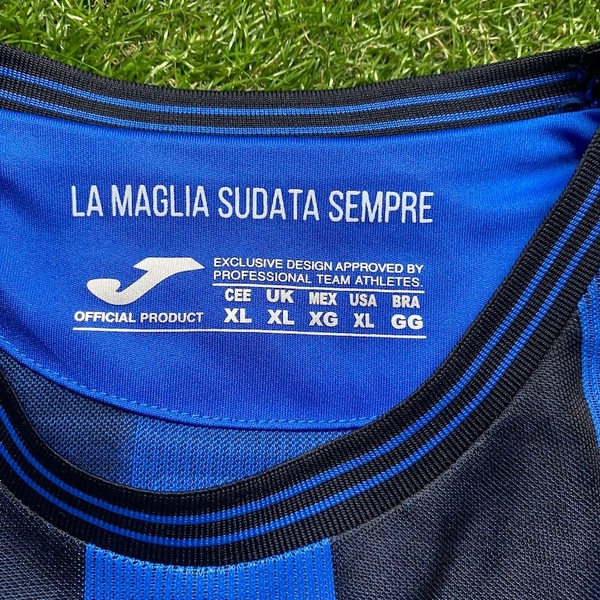 LA MAGLIA SUDATA SEMPRE
EXCLUSIVE DESIGN APPROVED BY
PROFESSIONAL TEAM ATHLETES.
CEE UK MEX USA BRA
XL XL XG XL GG
OFFICIAL PRODUCT